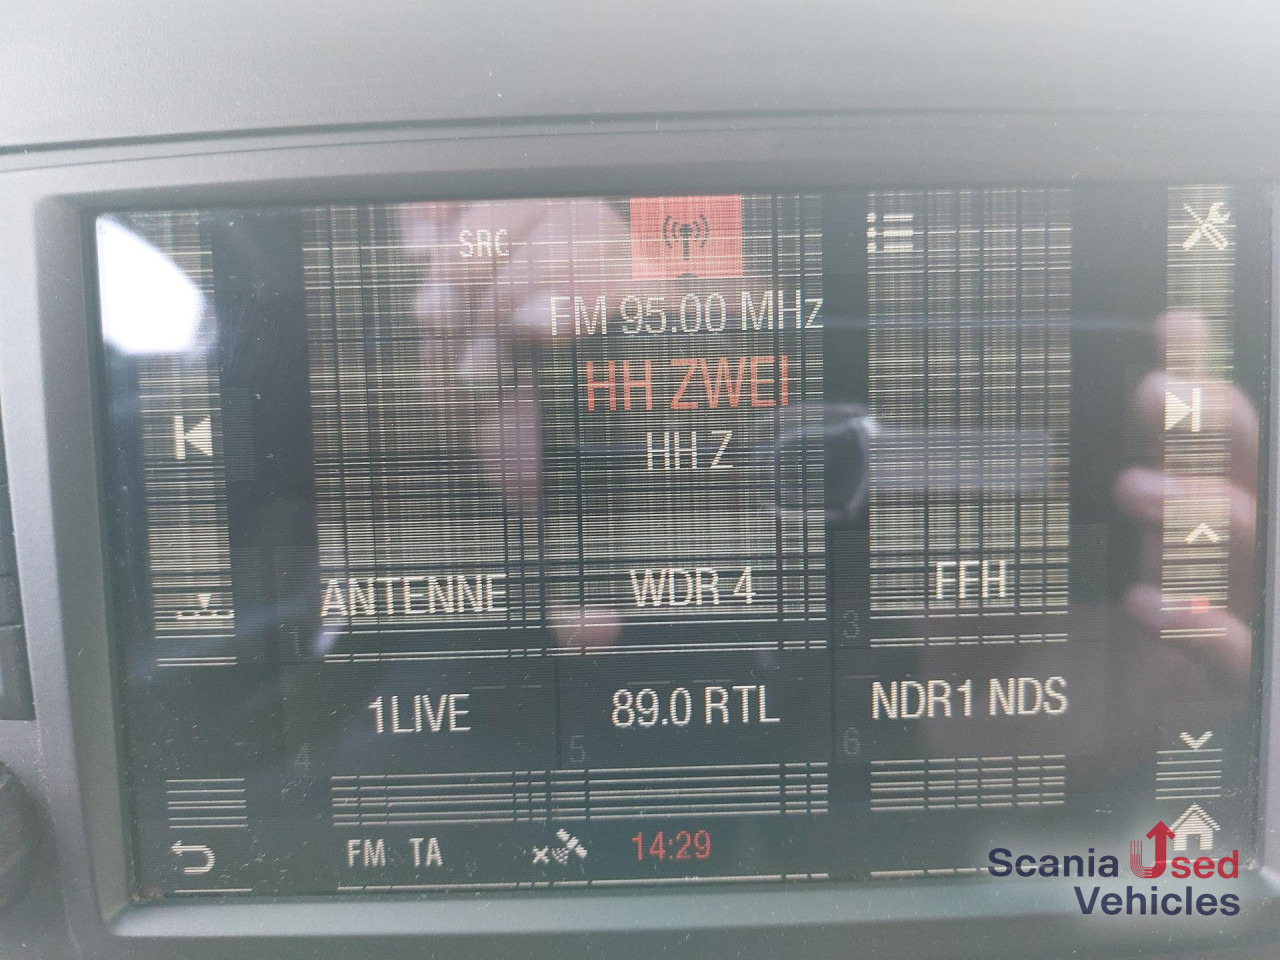 SRC
FM 95.00 MHz
HH ZWEI
HH Z
ANTENNE
1
WDR 4
2
FFH
3
1LIVE
4
89.0 RTL
5
NDR1 NDS
6
FM TA
14:29
Scania Used
Vehicles